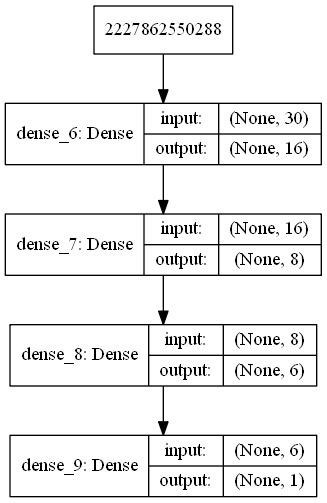 2227862550288
dense_6: Dense
input:
(None, 30)
output:
(None, 16)
dense_7: Dense
input:
(None, 16)
output:
(None, 8)
dense_8: Dense
input:
(None, 8)
output:
(None, 6)
dense_9: Dense
input:
(None, 6)
output:
(None, 1)